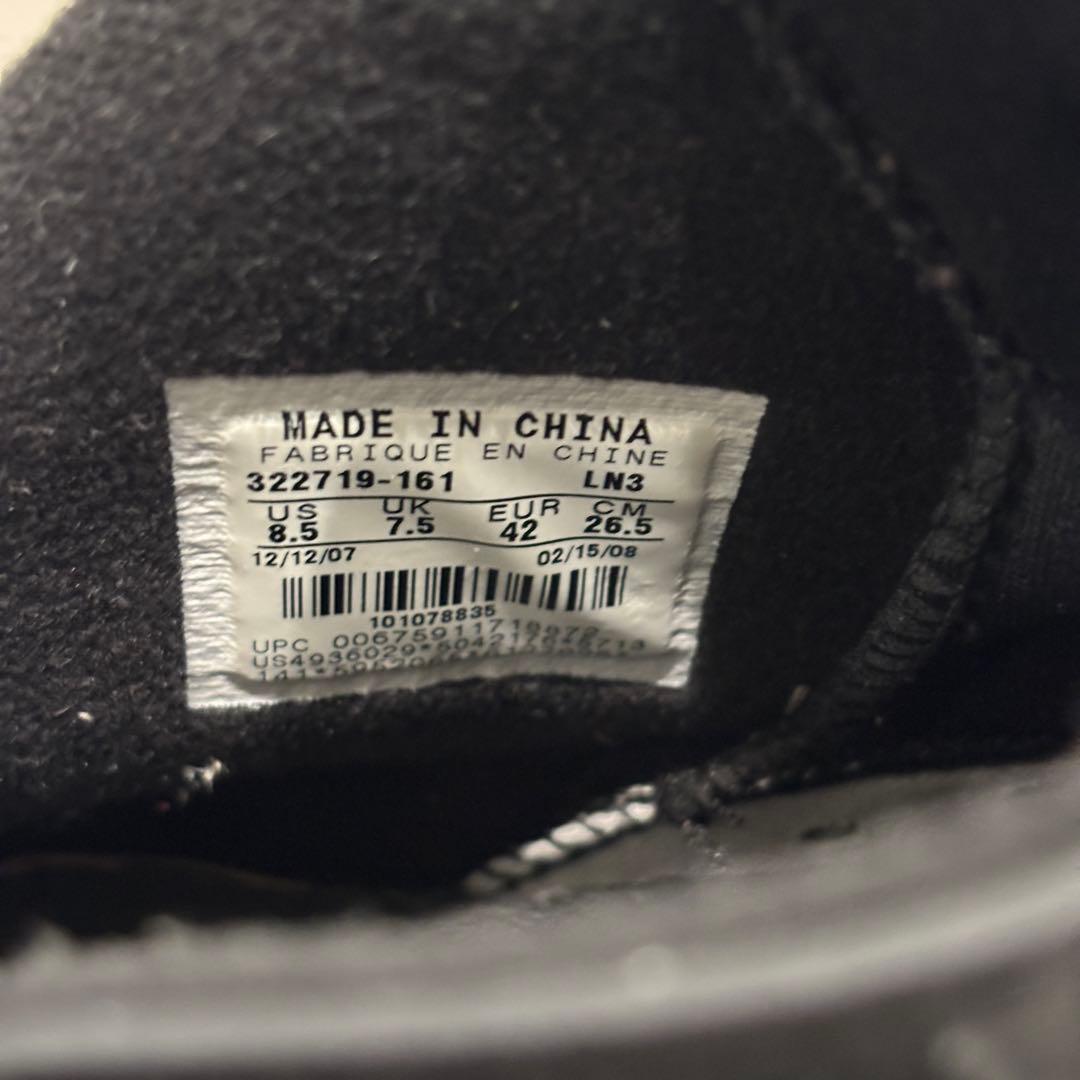 MADE IN CHINA
FABRIQUE EN CHINE
322719-161 LN3
US UK EUR CM
8.5 7.5 42 26.5
12/12/07 02/15/08
101078835
UPC